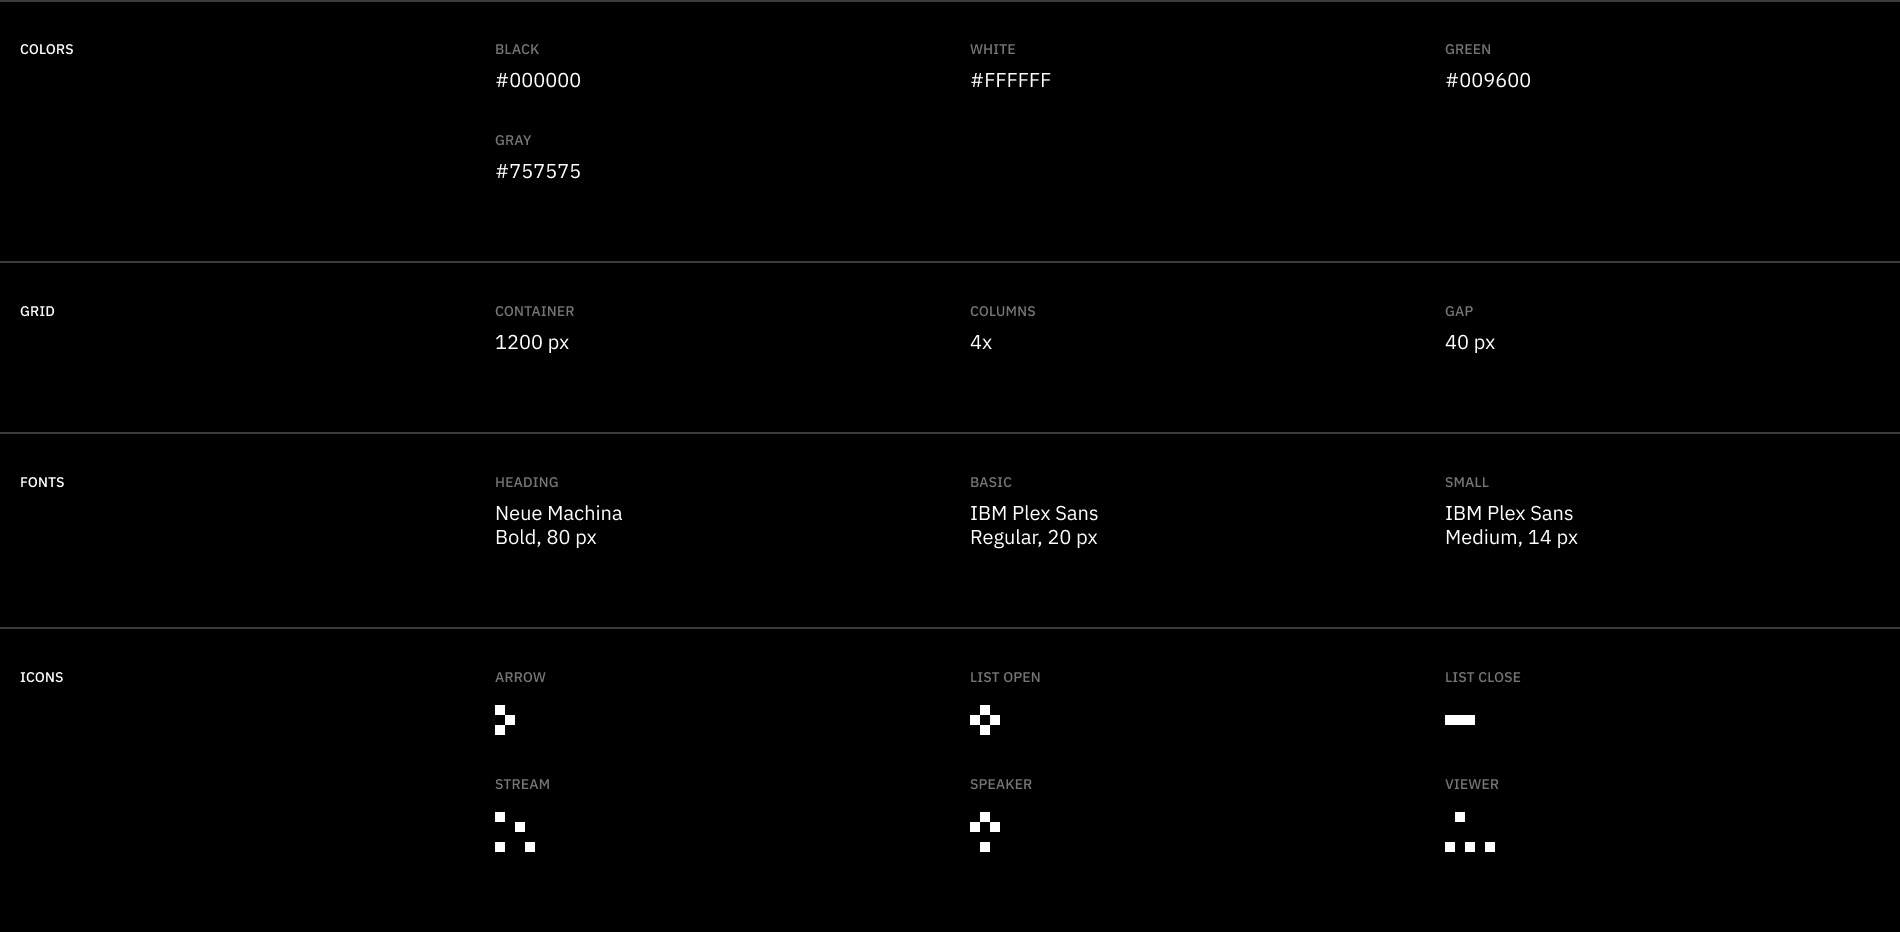 COLORS
BLACK
#000000
WHITE
#FFFFFF
GREEN
#009600
GRAY
#757575
GRID
CONTAINER
1200 px
COLUMNS
4x
GAP
40 px
FONTS
HEADING
Neue Machina
Bold, 80 px
BASIC
IBM Plex Sans
Regular, 20 px
SMALL
IBM Plex Sans
Medium, 14 px
ICONS
ARROW
LIST OPEN
LIST CLOSE
STREAM
SPEAKER
VIEWER